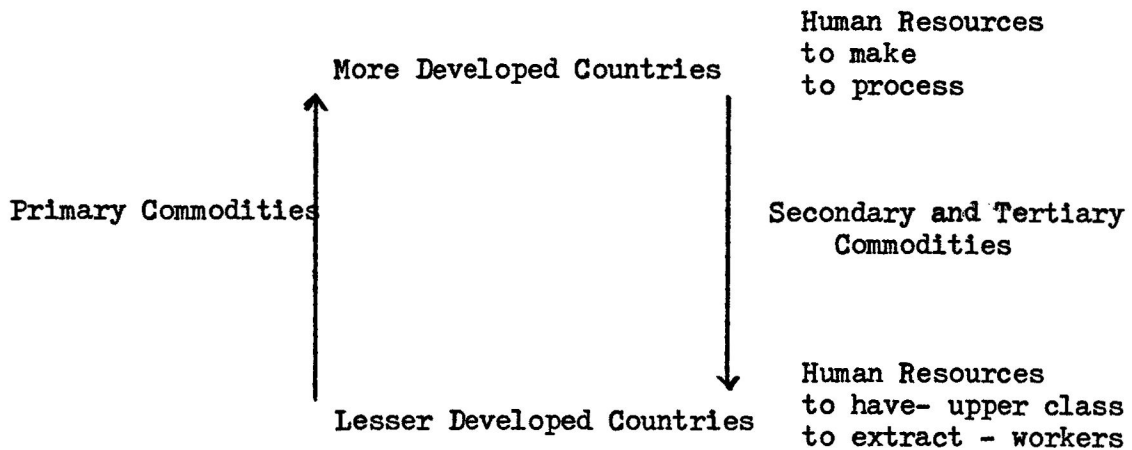 Human Resources
to make
to process
More Developed Countries
Primary Commodities
Secondary and Tertiary
Commodities
Human Resources
to have- upper class
to extract - workers
Lesser Developed Countries